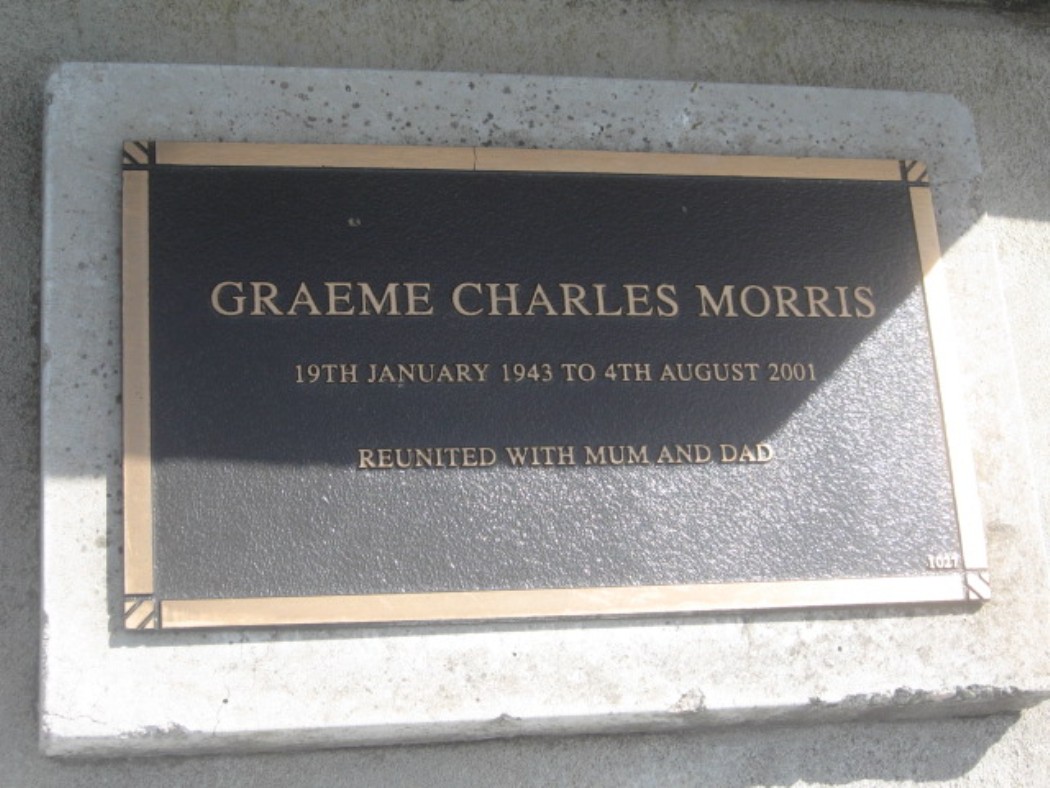 GRAEME CHARLES MORRIS
19TH JANUARY 1943 TO 4TH AUGUST 2001
REUNITED WITH MUM AND DAD
1027